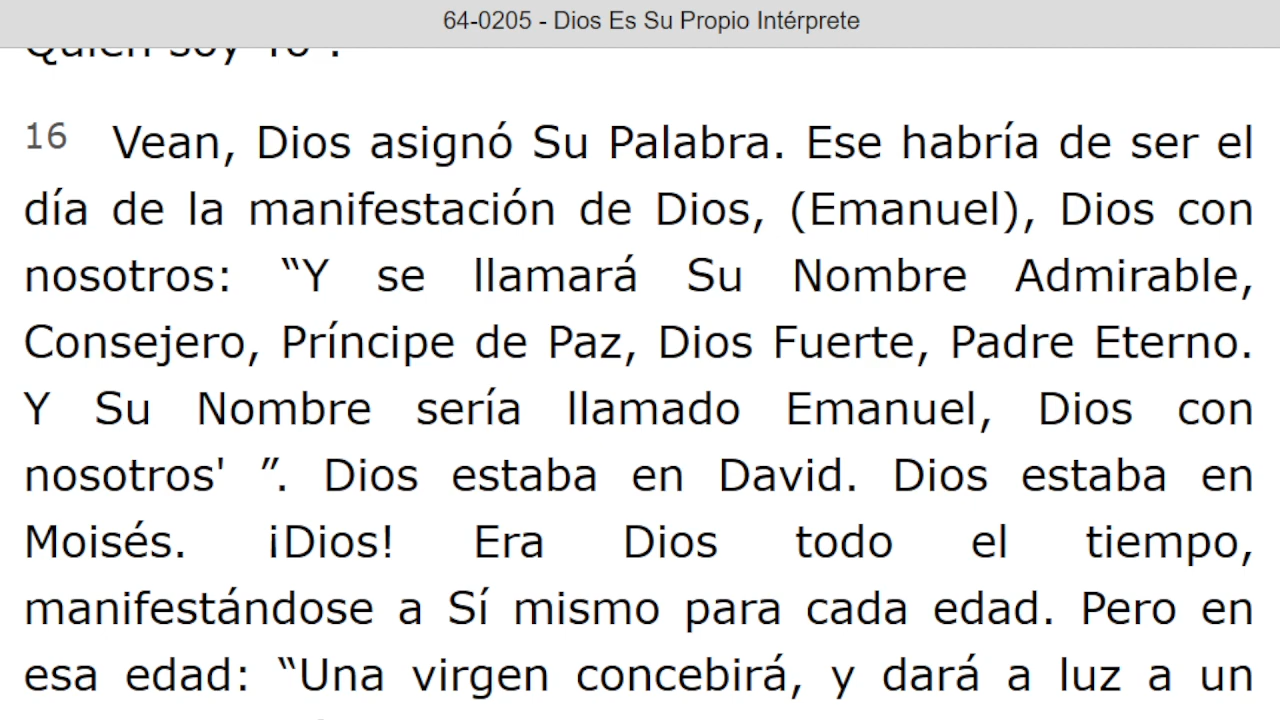 64-0205 - Dios Es Su Propio Intérprete
Quién soy Yo".
16 Vean, Dios asignó Su Palabra. Ese habría de ser el
día de la manifestación de Dios, (Emanuel), Dios con
nosotros: “Y se llamará Su Nombre Admirable,
Consejero, Príncipe de Paz, Dios Fuerte, Padre Eterno.
Y Su Nombre sería llamado Emanuel, Dios con
nosotros' ”. Dios estaba en David. Dios estaba en
Moisés. ¡Dios! Era Dios todo el tiempo,
manifestándose a Sí mismo para cada edad. Pero en
esa edad: “Una virgen concebirá, y dará a luz a un